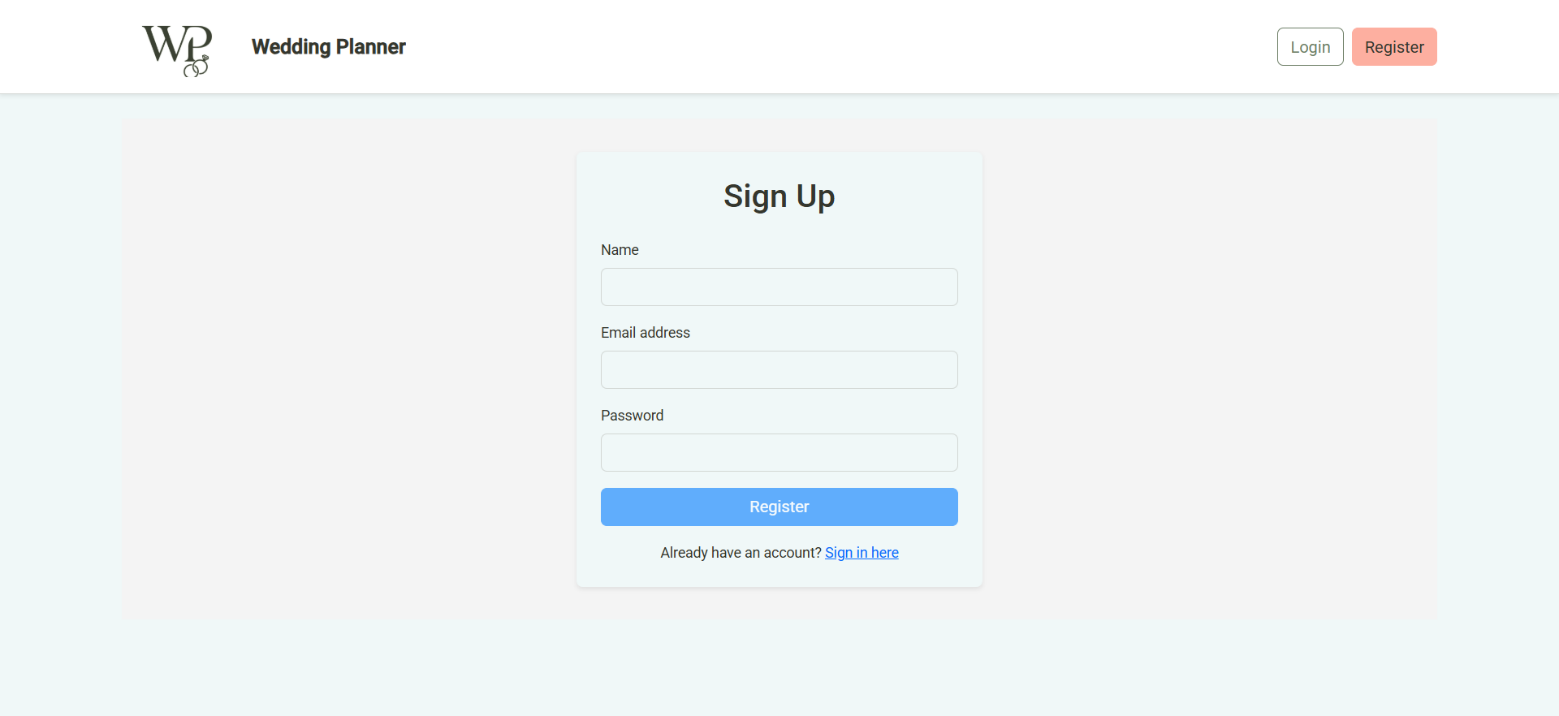 WP
Wedding Planner
Login
Register
Sign Up
Name
Email address
Password
Register
Already have an account? Sign in here